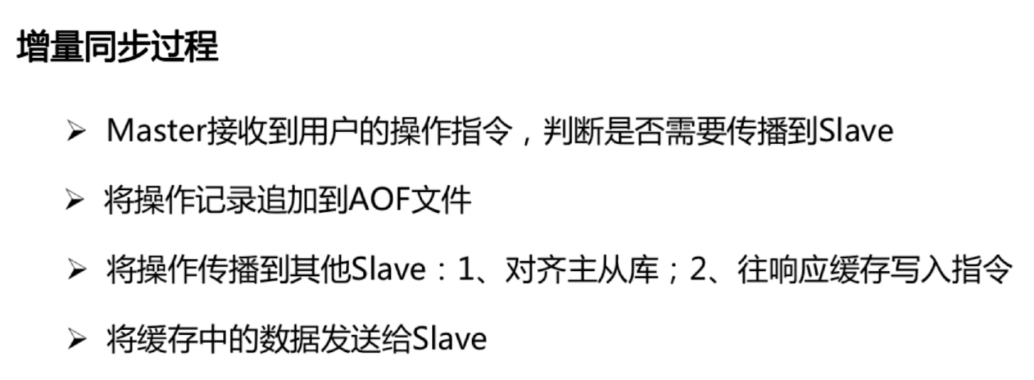 增量同步过程
➢ Master接收到用户的操作指令，判断是否需要传播到Slave
➢ 将操作记录追加到AOF文件
➢ 将操作传播到其他Slave：1、对齐主从库；2、往响应缓存写入指令
➢ 将缓存中的数据发送给Slave